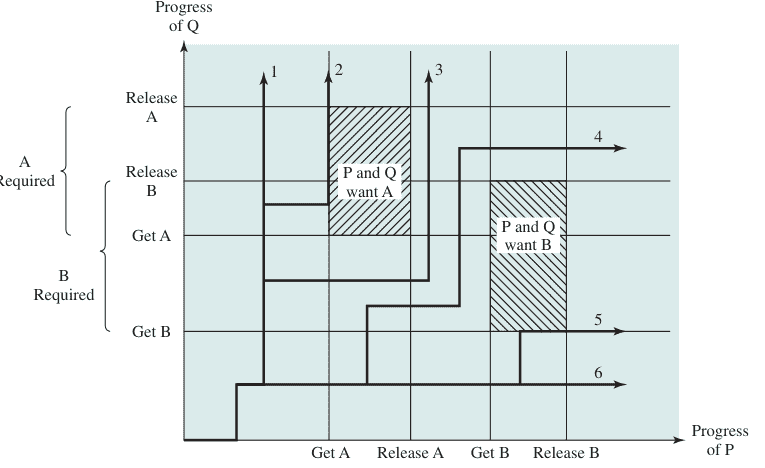 Progress
of Q
1
2
3
Release
A
4
A
Required
Release
B
P and Q
want A
Get A
P and Q
want B
B
Required
Get B
5
6
Get A
Release A
Get B
Release B
Progress
of P